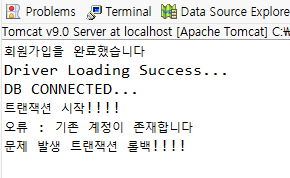 Problems Terminal Data Source Explore
Tomcat v9.0 Server at localhost [Apache Tomcat] C:₩
회원가입을 완료했습니다
Driver Loading Success...
DB CONNECTED...
트랜잭션 시작!!!!
오류 : 기존 계정이 존재합니다
문제 발생 트랜잭션 롤백!!!!